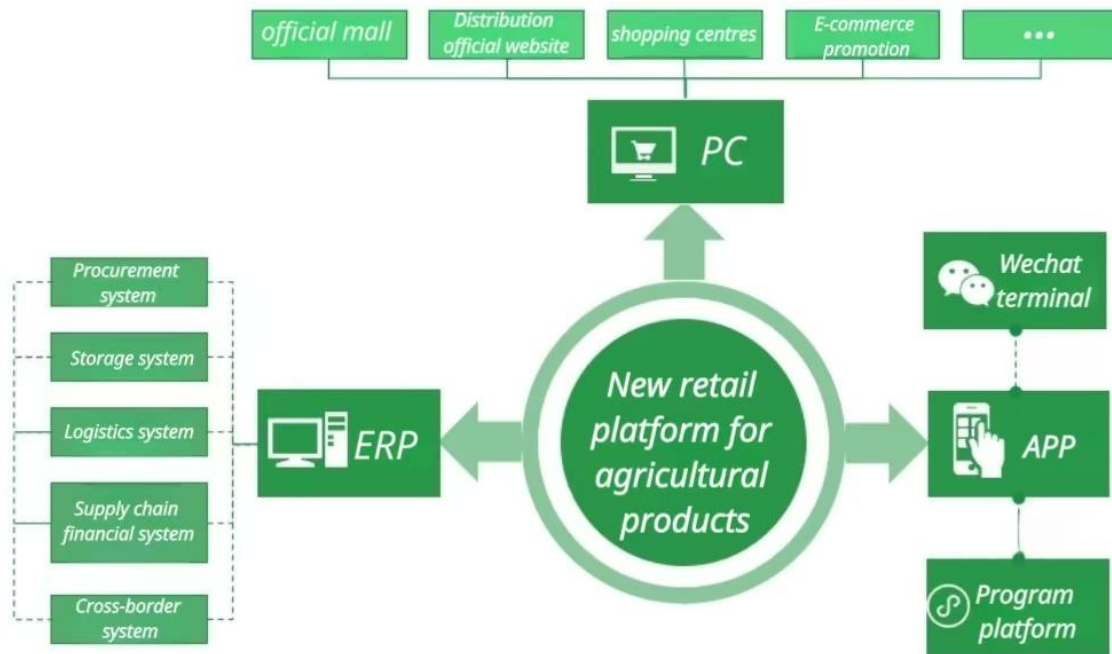 official mall
Distribution
official website
shopping centres
E-commerce
promotion
...
PC
Procurement
system
Storage system
Logistics system
Supply chain
financial system
Cross-border
system
ERP
New retail
platform for
agricultural
products
Wechat
terminal
APP
Program
platform